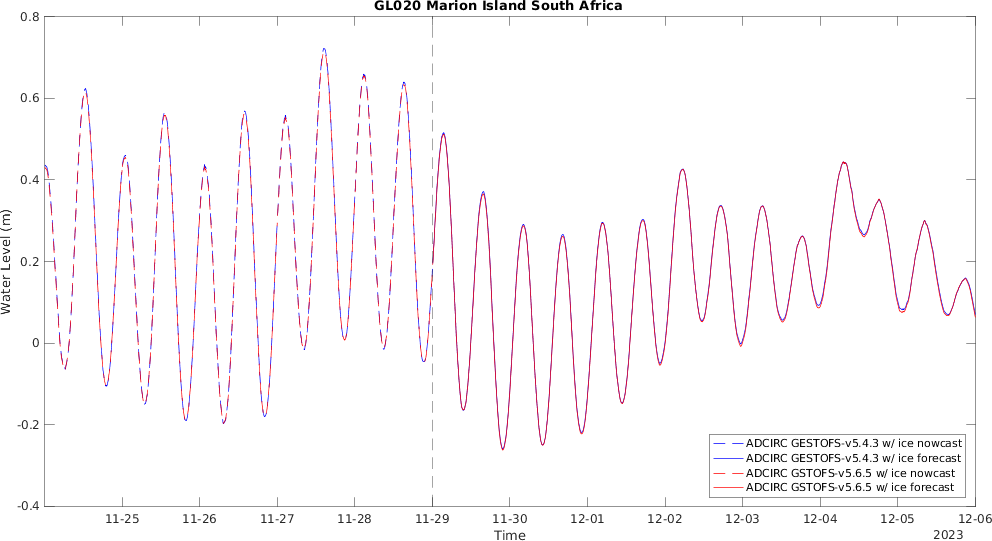 GL020 Marion Island South Africa
0.8
0.6
0.4
0.2
0
-0.2
-0.4
Water Level (m)
ADCIRC GESTOFS-v5.4.3 w/ ice nowcast
ADCIRC GESTOFS-v5.4.3 w/ ice forecast
ADCIRC GSTOFS-v5.6.5 w/ ice nowcast
ADCIRC GSTOFS-v5.6.5 w/ ice forecast
11-25 11-26 11-27 11-28 11-29 11-30 12-01 12-02 12-03 12-04 12-05 12-06
Time
2023